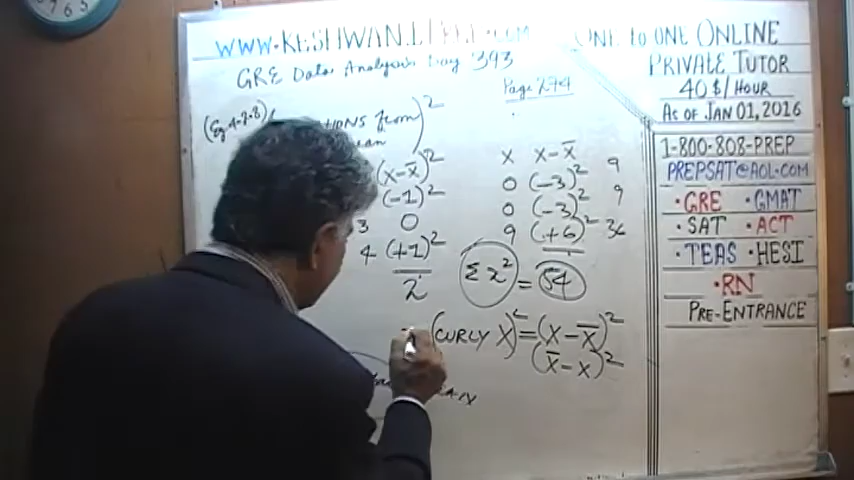 ONE to ONE ONLINE
PRIVATE TUTOR
40 $/HOUR
AS OF JAN 01, 2016
1-800-808-PREP
PREPSAT@AOL.COM
•GRE •GMAT
•SAT •ACT
•TEAS •HESI
•RN
PRE-ENTRANCE
GRE Data Analysis Day 393
Page 274
(Eg 4-2-8)
from)²
(x-x̄)²
(-1)²
3 0
4 (+1)²
2
x x-x̄
0 (-3)² 9
0 (-3)² 9
9 (+6)² 36
Σx² = 54
(CURLY X)² = (X-X̄)²
(X̄-X)²